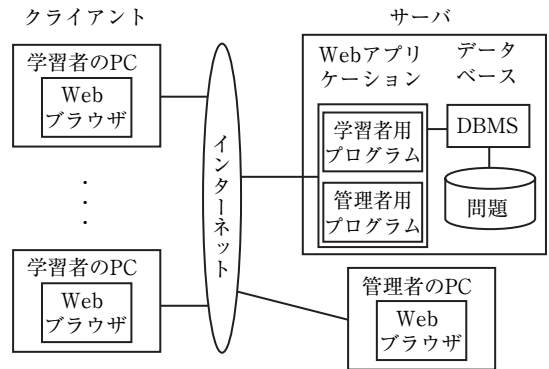 クライアント
学習者のPC
Web
ブラウザ
・
・
・
学習者のPC
Web
ブラウザ
インターネット
サーバ
Webアプリ
ケーション
データ
ベース
学習者用
プログラム
管理者用
プログラム
DBMS
問題
管理者のPC
Web
ブラウザ